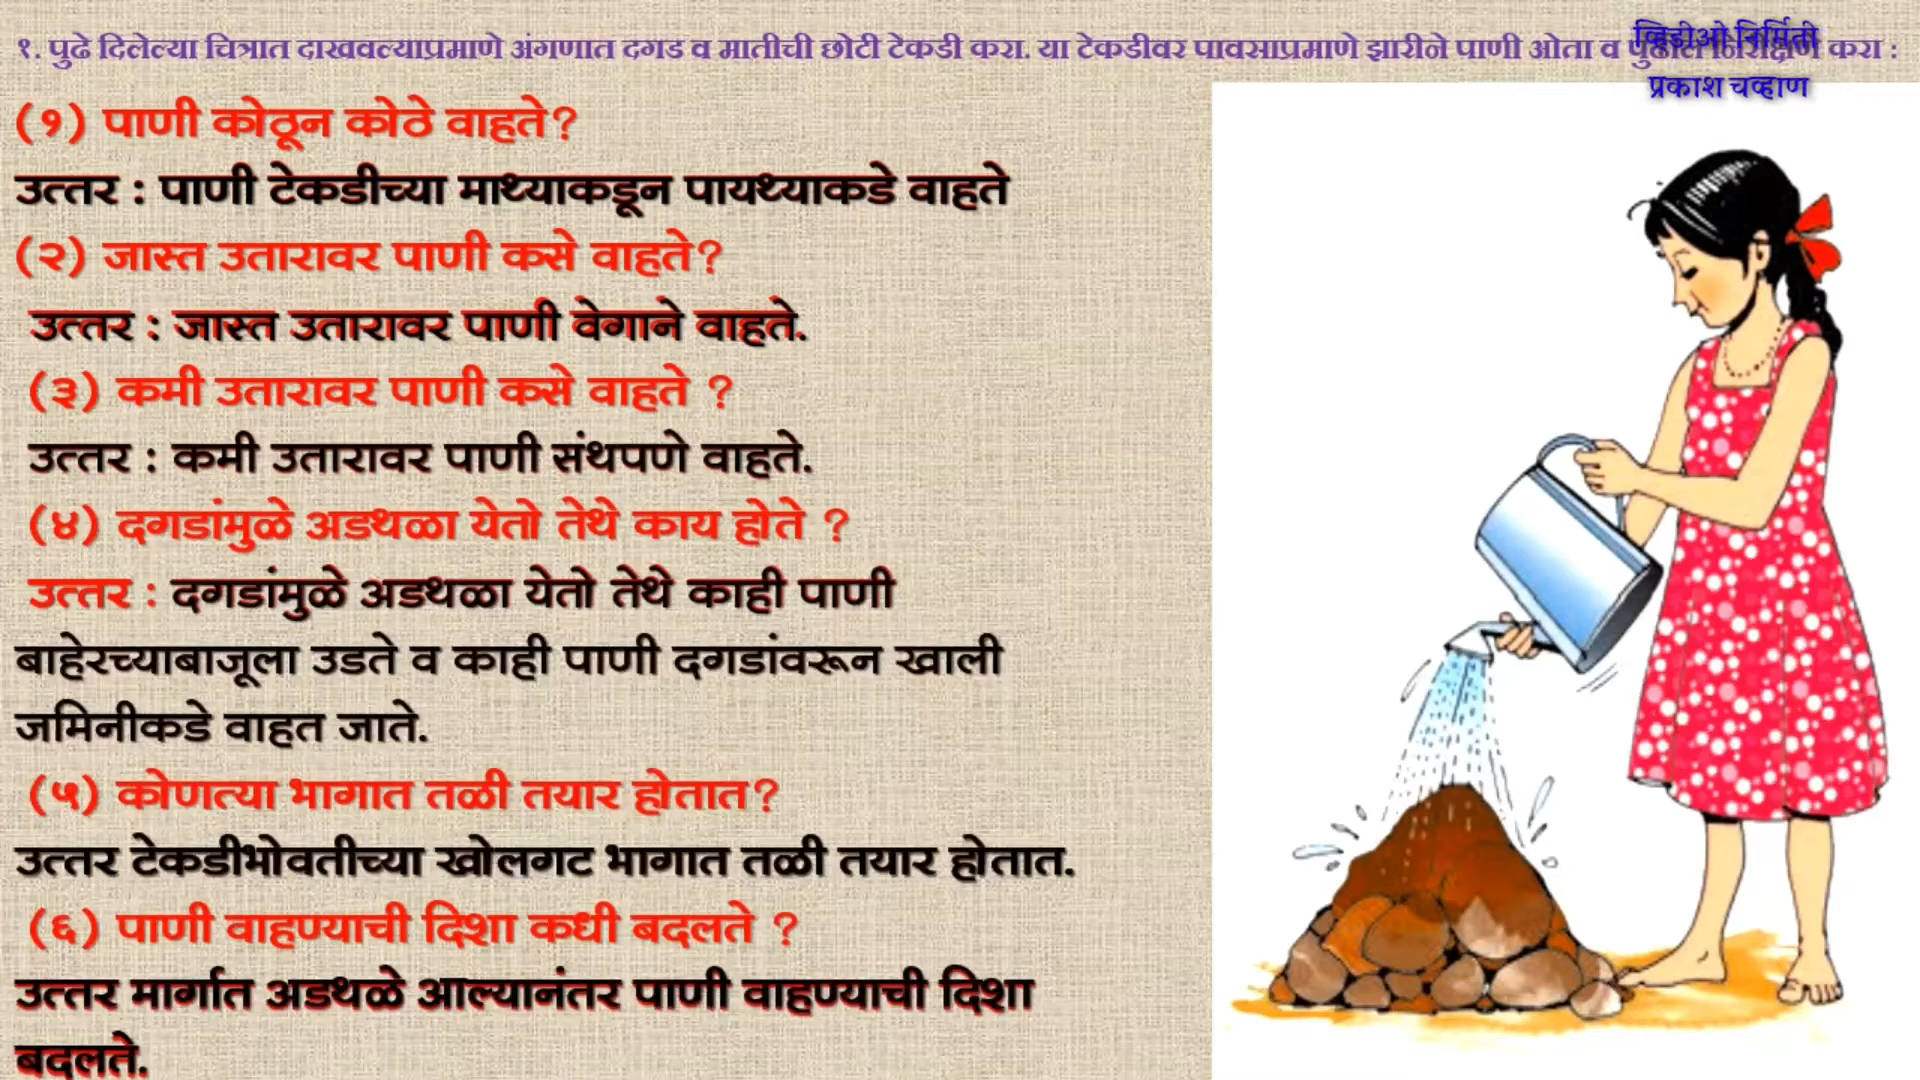 १. पुढे दिलेल्या चित्रात दाखवल्याप्रमाणे अंगणात दगड व मातीची छोटी टेकडी करा. या टेकडीवर पावसाप्रमाणे झारीने पाणी ओता व पुढील निरीक्षण करा :
व्हिडीओ निर्मिती
प्रकाश चव्हाण
(१) पाणी कोठून कोठे वाहते?
उत्तर : पाणी टेकडीच्या माथ्याकडून पायथ्याकडे वाहते
(२) जास्त उतारावर पाणी कसे वाहते?
उत्तर : जास्त उतारावर पाणी वेगाने वाहते.
(३) कमी उतारावर पाणी कसे वाहते ?
उत्तर : कमी उतारावर पाणी संथपणे वाहते.
(४) दगडांमुळे अडथळा येतो तेथे काय होते ?
उत्तर : दगडांमुळे अडथळा येतो तेथे काही पाणी
बाहेरच्याबाजूला उडते व काही पाणी दगडांवरून खाली
जमिनीकडे वाहत जाते.
(५) कोणत्या भागात तळी तयार होतात?
उत्तर टेकडीभोवतीच्या खोलगट भागात तळी तयार होतात.
(६) पाणी वाहण्याची दिशा कधी बदलते ?
उत्तर मार्गात अडथळे आल्यानंतर पाणी वाहण्याची दिशा
बदलते.